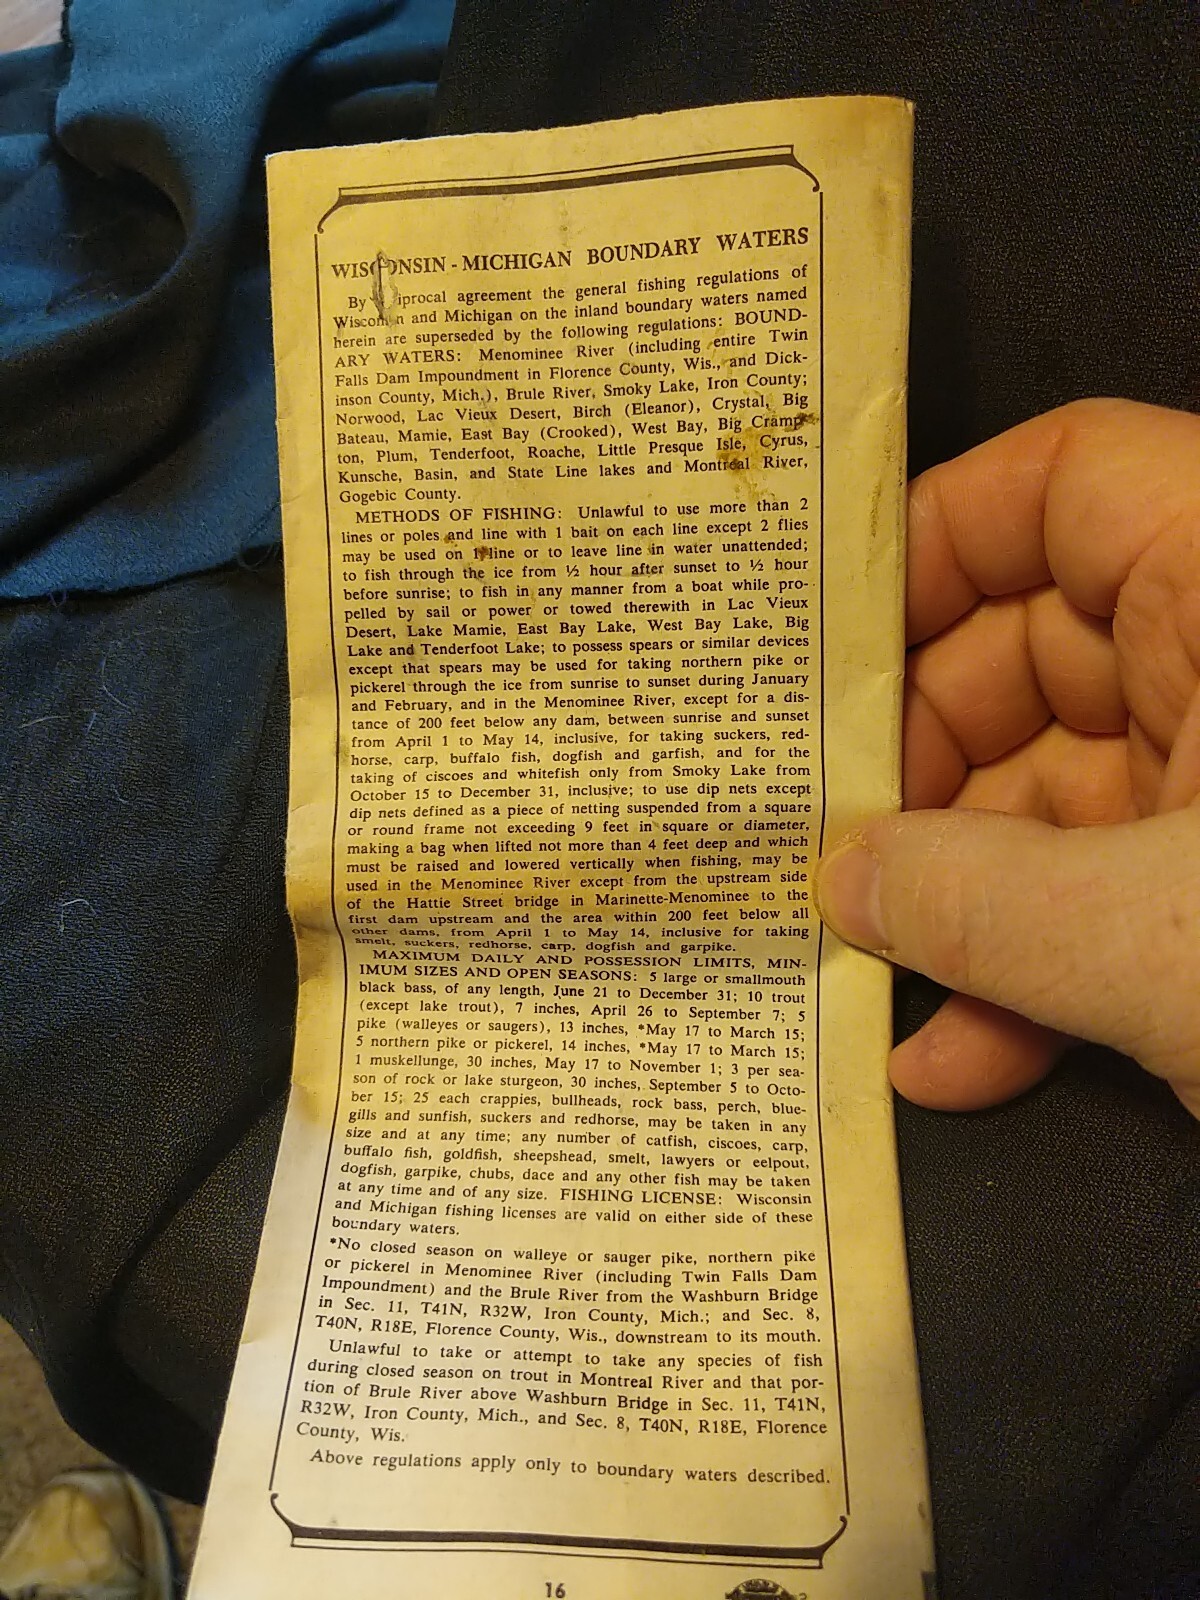 WISCONSIN - MICHIGAN BOUNDARY WATERS
By reciprocal agreement the general fishing regulations of
Wisconsin and Michigan on the inland boundary waters named
herein are superseded by the following regulations: BOUND-
ARY WATERS: Menominee River (including entire Twin
Falls Dam Impoundment in Florence County, Wis., and Dick-
inson County, Mich.), Brule River, Smoky Lake, Iron County;
Norwood, Lac Vieux Desert, Birch (Eleanor), Crystal, Big
Bateau, Mamie, East Bay (Crooked), West Bay, Big Cramp-
ton, Plum, Tenderfoot, Roache, Little Presque Isle, Cyrus,
Kunsche, Basin, and State Line lakes and Montreal River,
Gogebic County.
METHODS OF FISHING: Unlawful to use more than 2
lines or poles and line with 1 bait on each line except 2 flies
may be used on 1 line or to leave line in water unattended;
to fish through the ice from ½ hour after sunset to ½ hour
before sunrise; to fish in any manner from a boat while pro-
pelled by sail or power or towed therewith in Lac Vieux
Desert, Lake Mamie, East Bay Lake, West Bay Lake, Big
Lake and Tenderfoot Lake; to possess spears or similar devices
except that spears may be used for taking northern pike or
pickerel through the ice from sunrise to sunset during January
and February, and in the Menominee River, except for a dis-
tance of 200 feet below any dam, between sunrise and sunset
from April 1 to May 14, inclusive, for taking suckers, red-
horse, carp, buffalo fish, dogfish and garfish, and for the
taking of ciscoes and whitefish only from Smoky Lake from
October 15 to December 31, inclusive; to use dip nets except
dip nets defined as a piece of netting suspended from a square
or round frame not exceeding 9 feet in square or diameter,
making a bag when lifted not more than 4 feet deep and which
must be raised and lowered vertically when fishing, may be
used in the Menominee River except from the upstream side
of the Hattie Street bridge in Marinette-Menominee to the
first dam upstream and the area within 200 feet below all
other dams, from April 1 to May 14, inclusive for taking
smelt, suckers, redhorse, carp, dogfish and garpike.
MAXIMUM DAILY AND POSSESSION LIMITS, MIN-
IMUM SIZES AND OPEN SEASONS: 5 large or smallmouth
black bass, of any length, June 21 to December 31; 10 trout
(except lake trout), 7 inches, April 26 to September 7; 5
pike (walleyes or saugers), 13 inches, *May 17 to March 15;
5 northern pike or pickerel, 14 inches, *May 17 to March 15;
1 muskellunge, 30 inches, May 17 to November 1; 3 per sea-
son of rock or lake sturgeon, 30 inches, September 5 to Octo-
ber 15; 25 each crappies, bullheads, rock bass, perch, blue-
gills and sunfish, suckers and redhorse, may be taken in any
size and at any time; any number of catfish, ciscoes, carp,
buffalo fish, goldfish, sheepshead, smelt, lawyers or eelpout,
dogfish, garpike, chubs, dace and any other fish may be taken
at any time and of any size. FISHING LICENSE: Wisconsin
and Michigan fishing licenses are valid on either side of these
boundary waters.
*No closed season on walleye or sauger pike, northern pike
or pickerel in Menominee River (including Twin Falls Dam
Impoundment) and the Brule River from the Washburn Bridge
in Sec. 11, T41N, R32W, Iron County, Mich.; and Sec. 8,
T40N, R18E, Florence County, Wis., downstream to its mouth.
Unlawful to take or attempt to take any species of fish
during closed season on trout in Montreal River and that por-
tion of Brule River above Washburn Bridge in Sec. 11, T41N,
R32W, Iron County, Mich., and Sec. 8, T40N, R18E, Florence
County, Wis.
Above regulations apply only to boundary waters described.
16